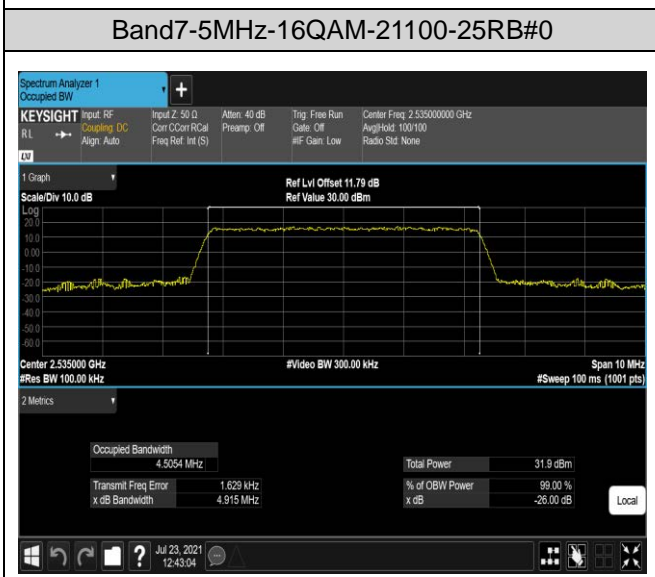 Band7-5MHz-16QAM-21100-25RB#0
Spectrum Analyzer 1
Occupied BW
+
KEYSIGHT Input: RF Input Z: 50 Ω Atten: 40 dB Trig: Free Run Center Freq: 2.535000000 GHz
R L Coupling: DC Corr CCorr RCal Preamp: Off Gate: Off Avg|Hold: 100/100
Align: Auto Freq Ref: Int (S) #IF Gain: Low Radio Std: None
LXI
1 Graph Ref Lvl Offset 11.79 dB
Scale/Div 10.0 dB Ref Value 30.00 dBm
Log
20.0
10.0
0.00
-10.0
-20.0
-30.0
-40.0
-50.0
-60.0
Center 2.535000 GHz #Video BW 300.00 kHz Span 10 MHz
#Res BW 100.00 kHz #Sweep 100 ms (1001 pts)
2 Metrics
Occupied Bandwidth
4.5054 MHz Total Power 31.9 dBm
Transmit Freq Error 1.629 kHz % of OBW Power 99.00 %
x dB Bandwidth 4.915 MHz x dB -26.00 dB
Local
? Jul 23, 2021
12:43:04